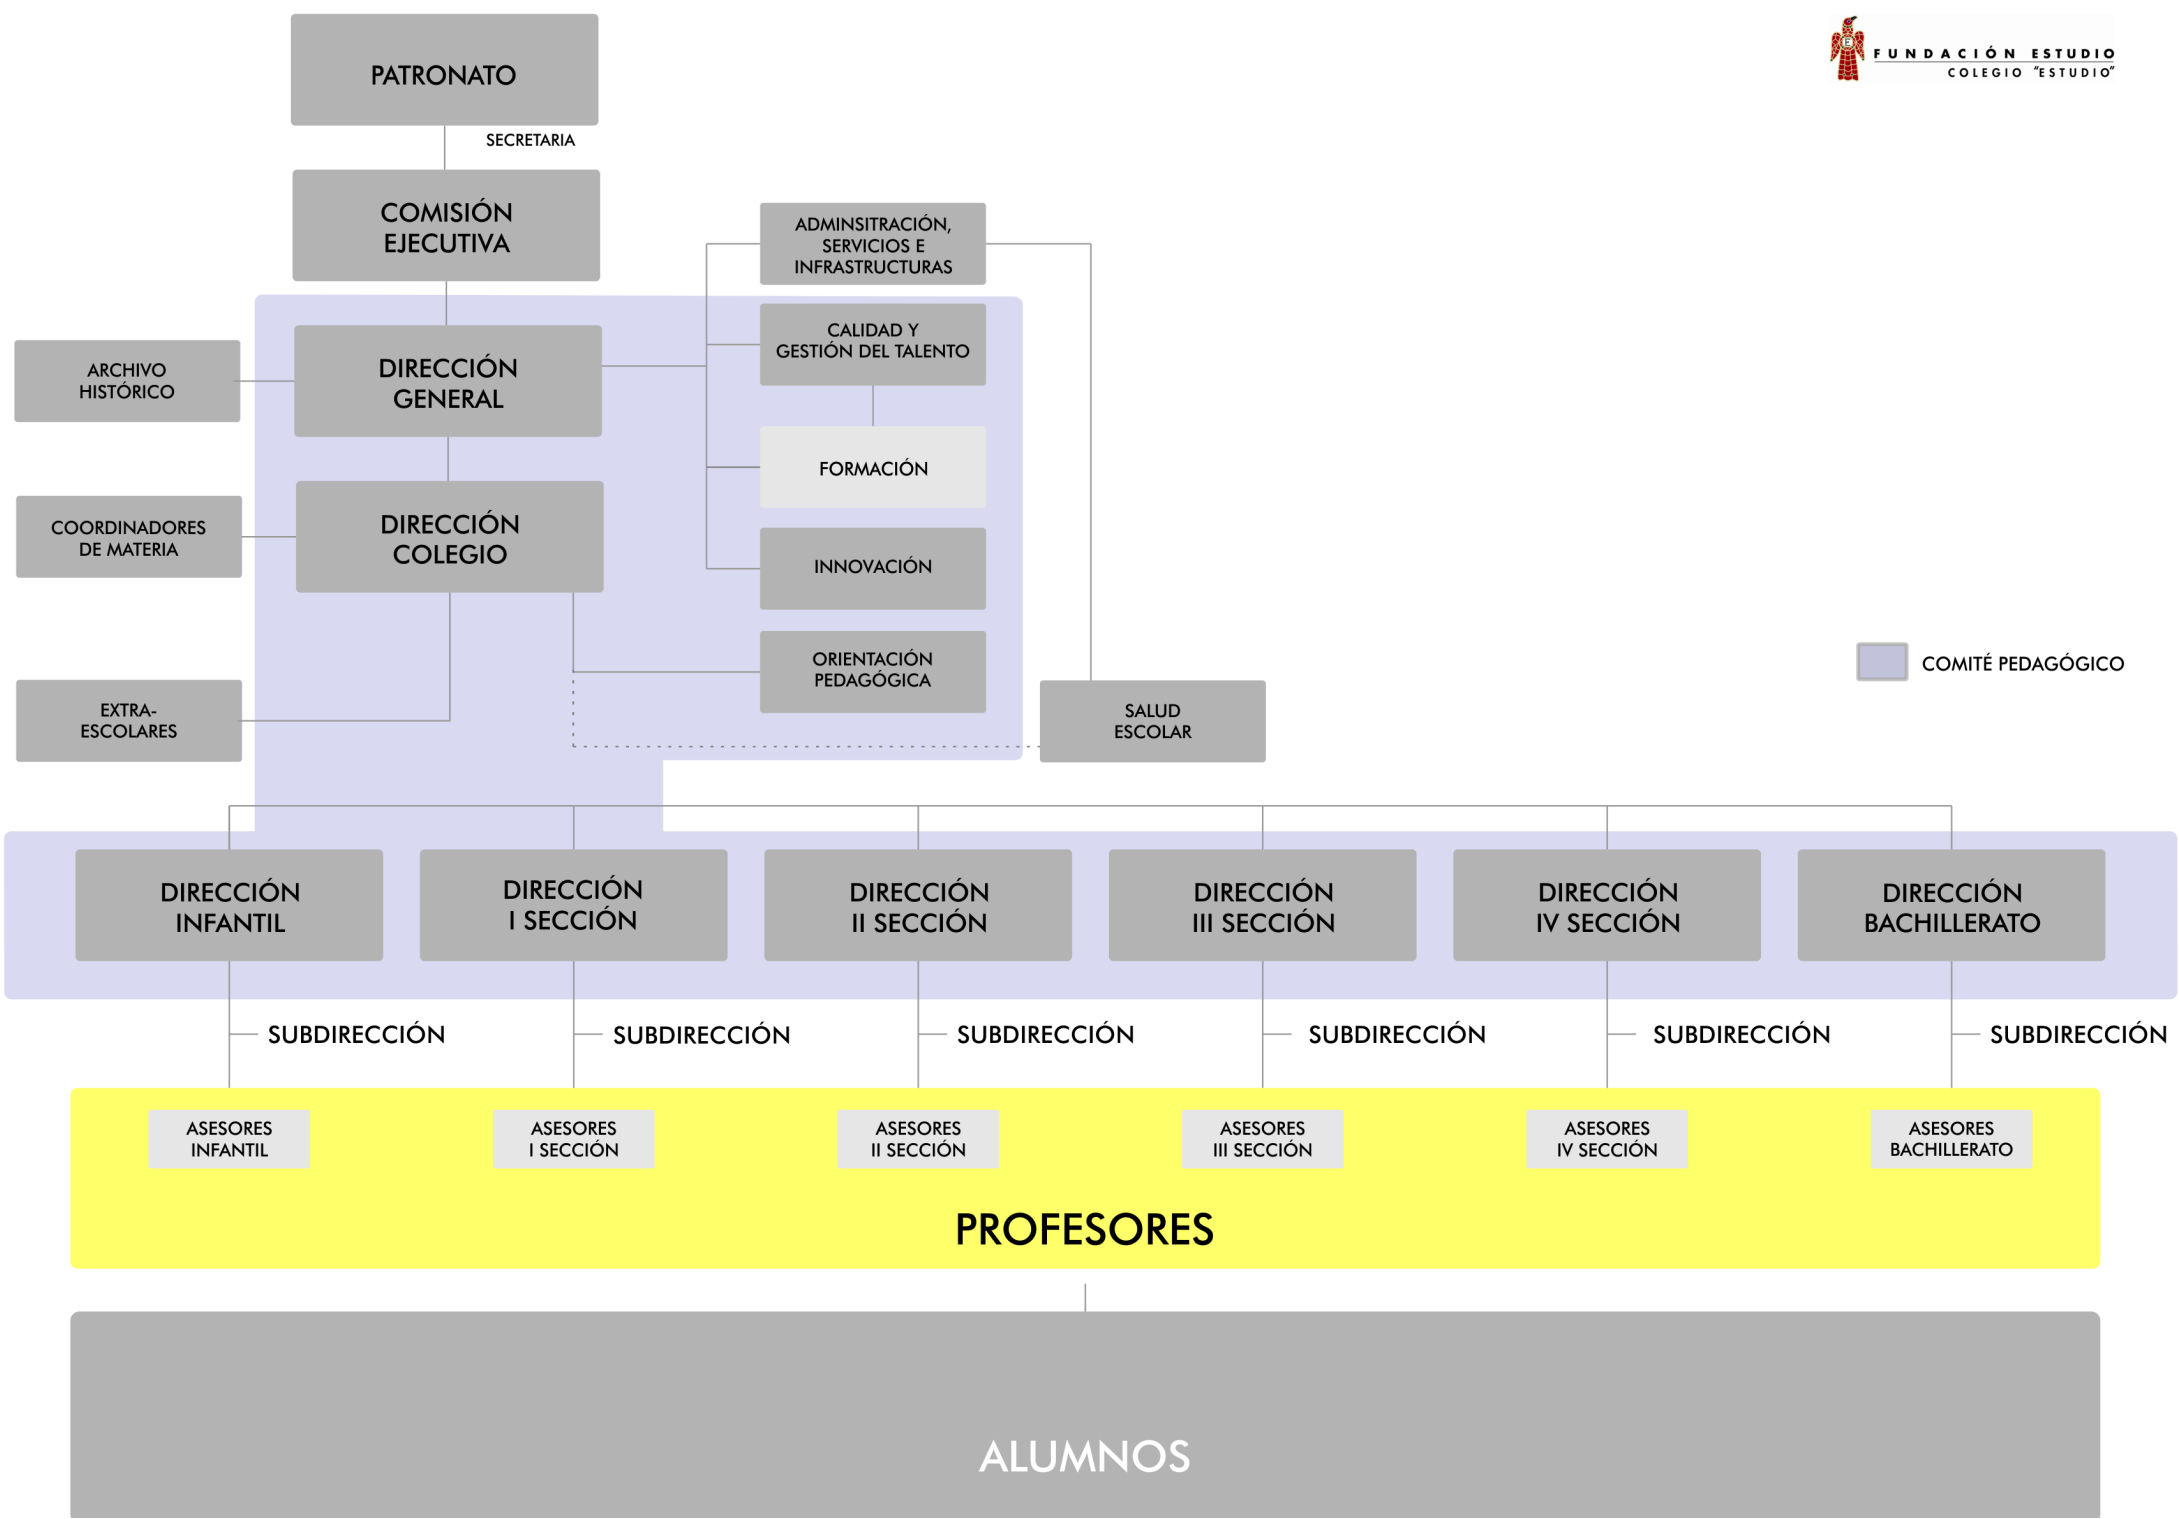 PATRONATO
FUNDACIÓN ESTUDIO
COLEGIO "ESTUDIO"
SECRETARIA
COMISIÓN
EJECUTIVA
ADMINSITRACIÓN,
SERVICIOS E
INFRASTRUCTURAS
CALIDAD Y
GESTIÓN DEL TALENTO
ARCHIVO
HISTÓRICO
DIRECCIÓN
GENERAL
FORMACIÓN
COORDINADORES
DE MATERIA
DIRECCIÓN
COLEGIO
INNOVACIÓN
ORIENTACIÓN
PEDAGÓGICA
COMITÉ PEDAGÓGICO
EXTRA-
ESCOLARES
SALUD
ESCOLAR
DIRECCIÓN
INFANTIL
DIRECCIÓN
I SECCIÓN
DIRECCIÓN
II SECCIÓN
DIRECCIÓN
III SECCIÓN
DIRECCIÓN
IV SECCIÓN
DIRECCIÓN
BACHILLERATO
SUBDIRECCIÓN
SUBDIRECCIÓN
SUBDIRECCIÓN
SUBDIRECCIÓN
SUBDIRECCIÓN
SUBDIRECCIÓN
ASESORES
INFANTIL
ASESORES
I SECCIÓN
ASESORES
II SECCIÓN
ASESORES
III SECCIÓN
ASESORES
IV SECCIÓN
ASESORES
BACHILLERATO
PROFESORES
ALUMNOS